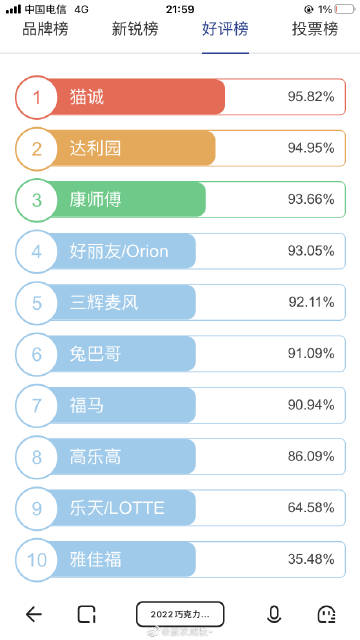 中国电信 4G 21:59 1%
品牌榜 新锐榜 好评榜 投票榜
1 猫诚 95.82%
2 达利园 94.95%
3 康师傅 93.66%
4 好丽友/Orion 93.05%
5 三辉麦风 92.11%
6 兔巴哥 91.09%
7 福马 90.94%
8 高乐高 86.09%
9 乐天/LOTTE 64.58%
10 雅佳福 35.48%
2022巧克力...